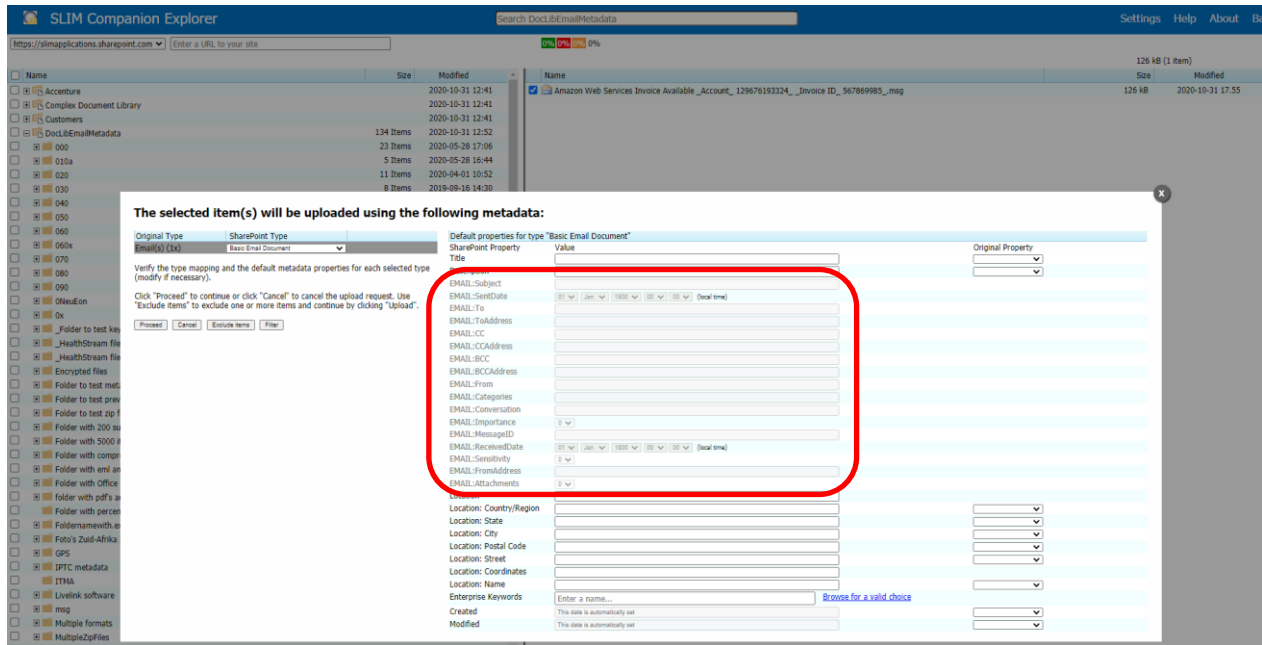 SLIM Companion Explorer
Search DocLibEmailMetadata
Settings Help About Ba
https://slimapplications.sharepoint.com Enter a URL to your site
0% 0% 0% 0%
126 kB (1 item)
Name Size Modified
Name Size Modified
Accenture 2020-10-31 12:41
Amazon Web Services Invoice Available _Account_ 129676193324_ _Invoice ID_ 567869985_.msg 126 kB 2020-10-31 17.55
Complex Document Library 2020-10-31 12:41
Customers 2020-10-31 12:41
DocLibEmailMetadata 134 Items 2020-10-31 12:52
000 23 Items 2020-05-28 17:06
010a 5 Items 2020-05-28 16:44
020 11 Items 2020-04-01 10:52
030 8 Items 2019-09-16 14:30
040
050
060
060x
070
080
090
0NeuEon
0x
_Folder to test key
_HealthStream file
_HealthStream file
Encrypted files
Folder to test meta
Folder to test prev
Folder to test zip f
Folder with 200 su
Folder with 5000 i
Folder with compr
Folder with eml an
Folder with Office
folder with pdf's a
Folder with percen
Foldernamewith.e
Foto's Zuid-Afrika
GPS
IPTC metadata
ITMA
Livelink software
msg
Multiple formats
MultipleZipFiles
X
The selected item(s) will be uploaded using the following metadata:
Original Type SharePoint Type
Email(s) (1x) Basic Email Document
Verify the type mapping and the default metadata properties for each selected type
(modify if necessary).
Click "Proceed" to continue or click "Cancel" to cancel the upload request. Use
"Exclude items" to exclude one or more items and continue by clicking "Upload".
Proceed Cancel Exclude items Filter
Default properties for type "Basic Email Document"
SharePoint Property Value Original Property
Title
Description
EMAIL:Subject
EMAIL:SentDate 01 Jan 1900 00 00 (local time)
EMAIL:To
EMAIL:ToAddress
EMAIL:CC
EMAIL:CCAddress
EMAIL:BCC
EMAIL:BCCAddress
EMAIL:From
EMAIL:Categories
EMAIL:Conversation
EMAIL:Importance 0
EMAIL:MessageID
EMAIL:ReceivedDate 01 Jan 1900 00 00 (local time)
EMAIL:Sensitivity 0
EMAIL:FromAddress
EMAIL:Attachments 0
Location
Location: Country/Region
Location: State
Location: City
Location: Postal Code
Location: Street
Location: Coordinates
Location: Name
Enterprise Keywords Enter a name... Browse for a valid choice
Created This date is automatically set
Modified This date is automatically set